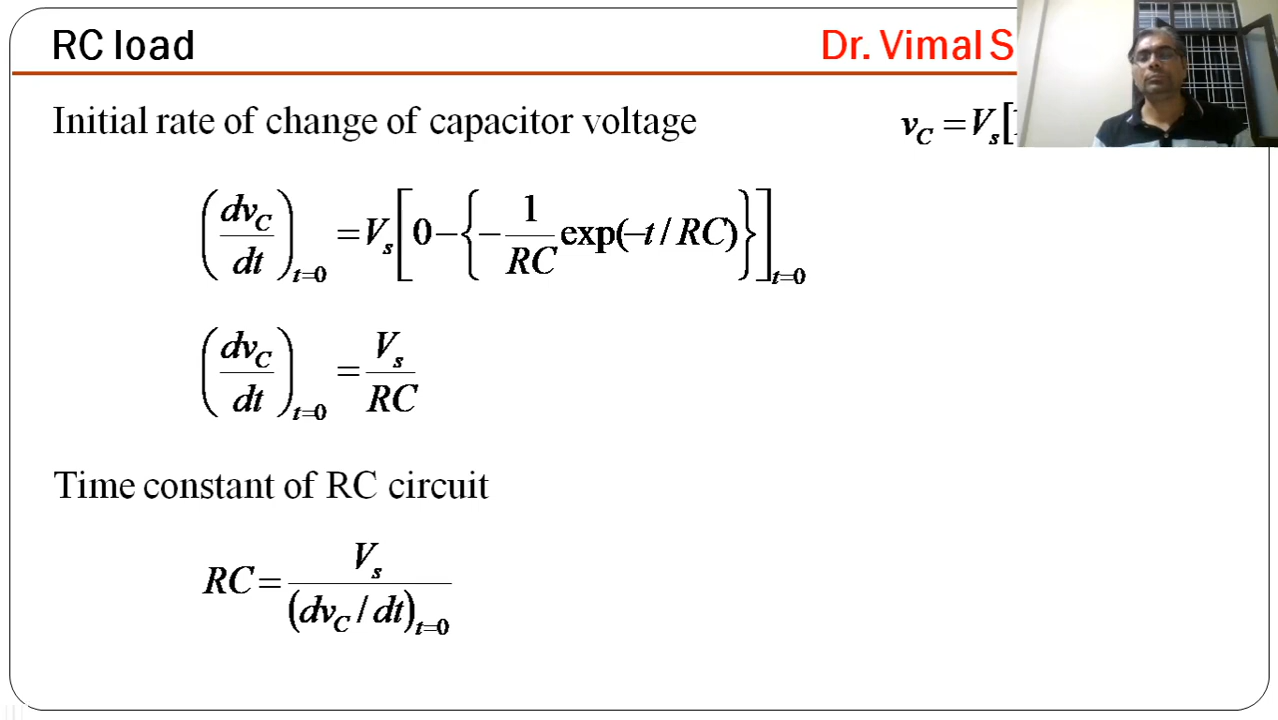 RC load
Dr. Vimal S
Initial rate of change of capacitor voltage
v_C = V_s [
(dv_C/dt)_{t=0} = V_s [0 − {− 1/RC exp(−t / RC)}]_{t=0}
(dv_C/dt)_{t=0} = V_s/RC
Time constant of RC circuit
RC = V_s/(dv_C / dt)_{t=0}